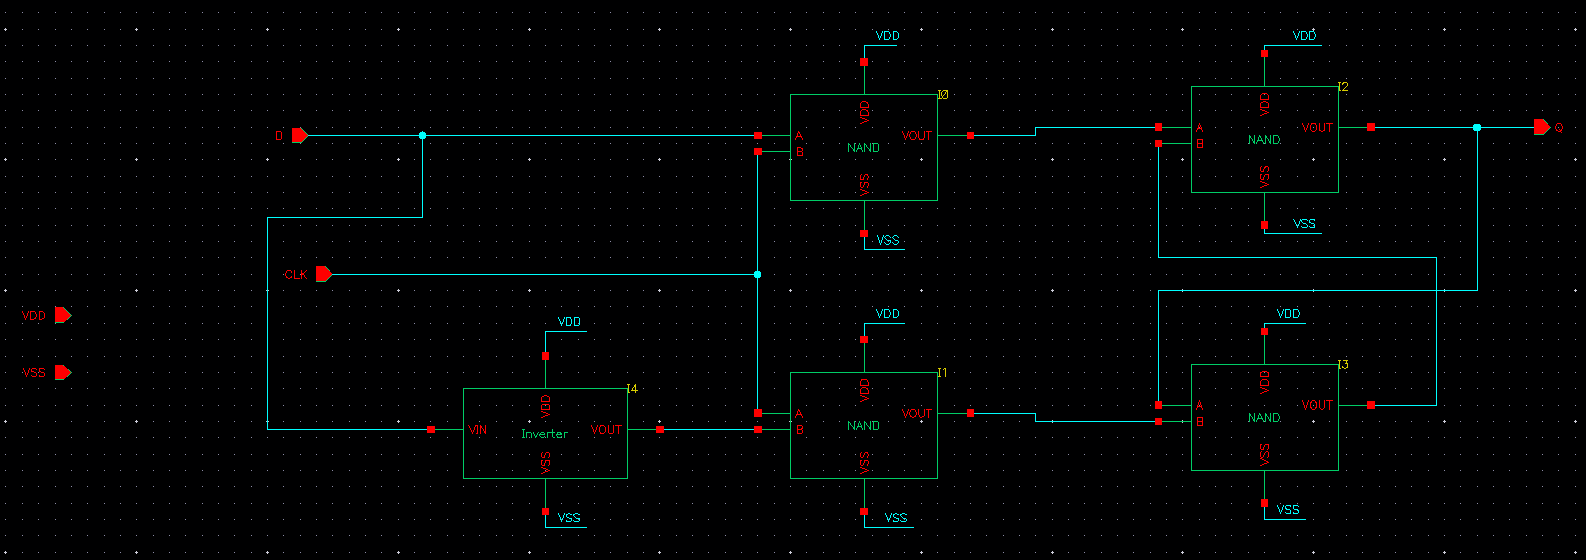 VDD
VDD
I0
I2
VDD
VDD
D
A
VOUT
A
VOUT
Q
B
NAND
B
NAND
VSS
VSS
VSS
VSS
CLK
VDD
VSS
VDD
VDD
VDD
I4
I1
I3
VDD
VDD
VDD
VIN
Inverter
VOUT
A
VOUT
B
NAND
A
VOUT
B
NAND
VSS
VSS
VSS
VSS
VSS
VSS